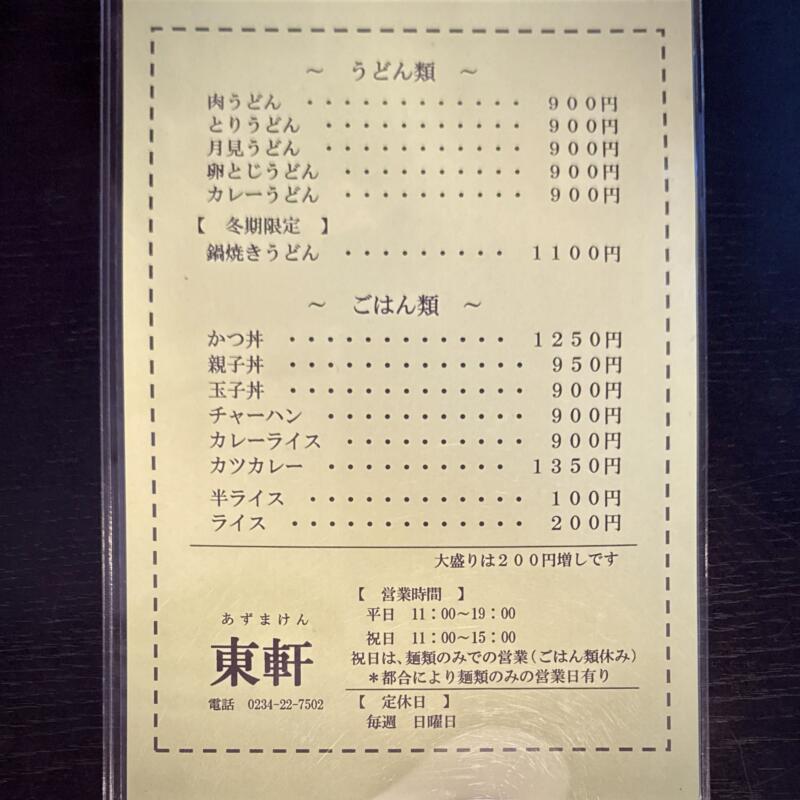 ～　うどん類　～
肉うどん ・・・・・・・・・・・・ ９００円
とりうどん ・・・・・・・・・・・ ９００円
月見うどん ・・・・・・・・・・・ ９００円
卵とじうどん ・・・・・・・・・・ ９００円
カレーうどん ・・・・・・・・・・ ９００円
【　冬期限定　】
鍋焼きうどん ・・・・・・・・・ １１００円
～　ごはん類　～
かつ丼 ・・・・・・・・・・・・ １２５０円
親子丼 ・・・・・・・・・・・・・ ９５０円
玉子丼 ・・・・・・・・・・・・・ ９００円
チャーハン ・・・・・・・・・・・ ９００円
カレーライス ・・・・・・・・・・ ９００円
カツカレー ・・・・・・・・・・ １３５０円
半ライス ・・・・・・・・・・・・ １００円
ライス ・・・・・・・・・・・・・ ２００円
大盛りは２００円増しです
あずまけん
東軒
電話　0234-22-7502
【　営業時間　】
平日　11：00～19：00
祝日　11：00～15：00
祝日は、麺類のみでの営業（ごはん類休み）
＊都合により麺類のみの営業日有り
【　定休日　】
毎週　日曜日